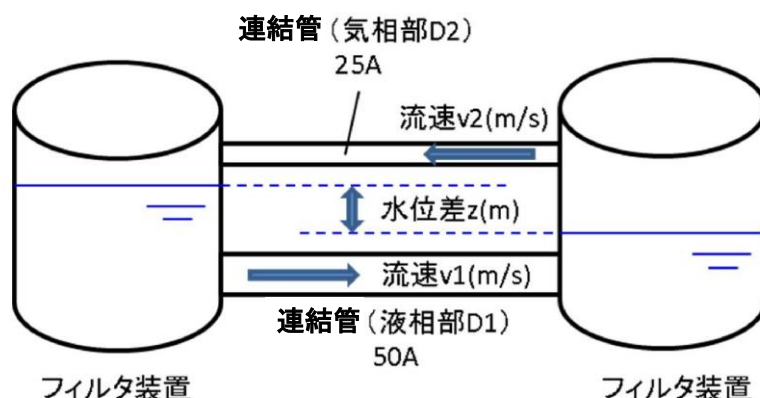 連結管（気相部D2）
25A
流速v2(m/s)
水位差z(m)
流速v1(m/s)
連結管（液相部D1）
50A
フィルタ装置
フィルタ装置